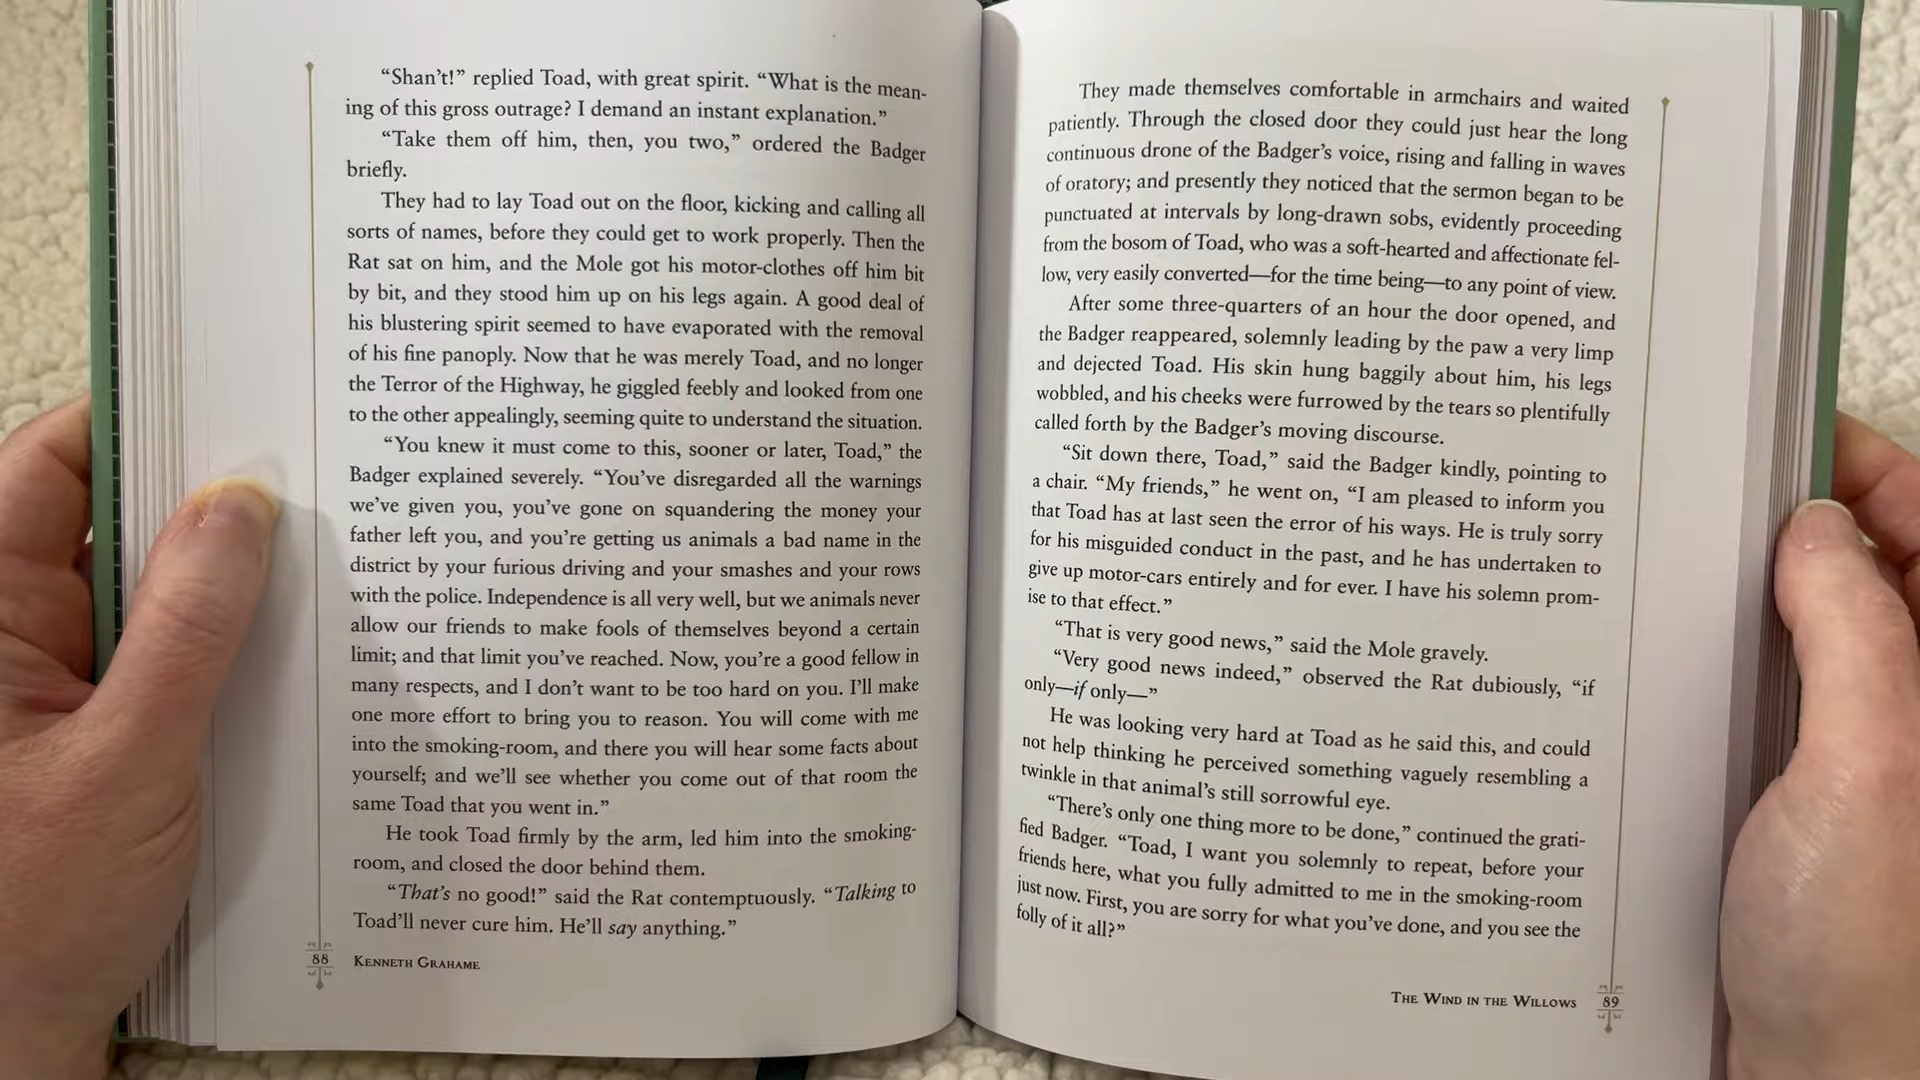 “Shan’t!” replied Toad, with great spirit. “What is the mean-
ing of this gross outrage? I demand an instant explanation.”
“Take them off him, then, you two,” ordered the Badger
briefly.
They had to lay Toad out on the floor, kicking and calling all
sorts of names, before they could get to work properly. Then the
Rat sat on him, and the Mole got his motor-clothes off him bit
by bit, and they stood him up on his legs again. A good deal of
his blustering spirit seemed to have evaporated with the removal
of his fine panoply. Now that he was merely Toad, and no longer
the Terror of the Highway, he giggled feebly and looked from one
to the other appealingly, seeming quite to understand the situation.
“You knew it must come to this, sooner or later, Toad,” the
Badger explained severely. “You’ve disregarded all the warnings
we’ve given you, you’ve gone on squandering the money your
father left you, and you’re getting us animals a bad name in the
district by your furious driving and your smashes and your rows
with the police. Independence is all very well, but we animals never
allow our friends to make fools of themselves beyond a certain
limit; and that limit you’ve reached. Now, you’re a good fellow in
many respects, and I don’t want to be too hard on you. I’ll make
one more effort to bring you to reason. You will come with me
into the smoking-room, and there you will hear some facts about
yourself; and we’ll see whether you come out of that room the
same Toad that you went in.”
He took Toad firmly by the arm, led him into the smoking-
room, and closed the door behind them.
“That’s no good!” said the Rat contemptuously. “Talking to
Toad’ll never cure him. He’ll say anything.”
88 Kenneth Grahame
They made themselves comfortable in armchairs and waited
patiently. Through the closed door they could just hear the long
continuous drone of the Badger’s voice, rising and falling in waves
of oratory; and presently they noticed that the sermon began to be
punctuated at intervals by long-drawn sobs, evidently proceeding
from the bosom of Toad, who was a soft-hearted and affectionate fel-
low, very easily converted—for the time being—to any point of view.
After some three-quarters of an hour the door opened, and
the Badger reappeared, solemnly leading by the paw a very limp
and dejected Toad. His skin hung baggily about him, his legs
wobbled, and his cheeks were furrowed by the tears so plentifully
called forth by the Badger’s moving discourse.
“Sit down there, Toad,” said the Badger kindly, pointing to
a chair. “My friends,” he went on, “I am pleased to inform you
that Toad has at last seen the error of his ways. He is truly sorry
for his misguided conduct in the past, and he has undertaken to
give up motor-cars entirely and for ever. I have his solemn prom-
ise to that effect.”
“That is very good news,” said the Mole gravely.
“Very good news indeed,” observed the Rat dubiously, “if
only—if only—”
He was looking very hard at Toad as he said this, and could
not help thinking he perceived something vaguely resembling a
twinkle in that animal’s still sorrowful eye.
“There’s only one thing more to be done,” continued the grati-
fied Badger. “Toad, I want you solemnly to repeat, before your
friends here, what you fully admitted to me in the smoking-room
just now. First, you are sorry for what you’ve done, and you see the
folly of it all?”
The Wind in the Willows 89